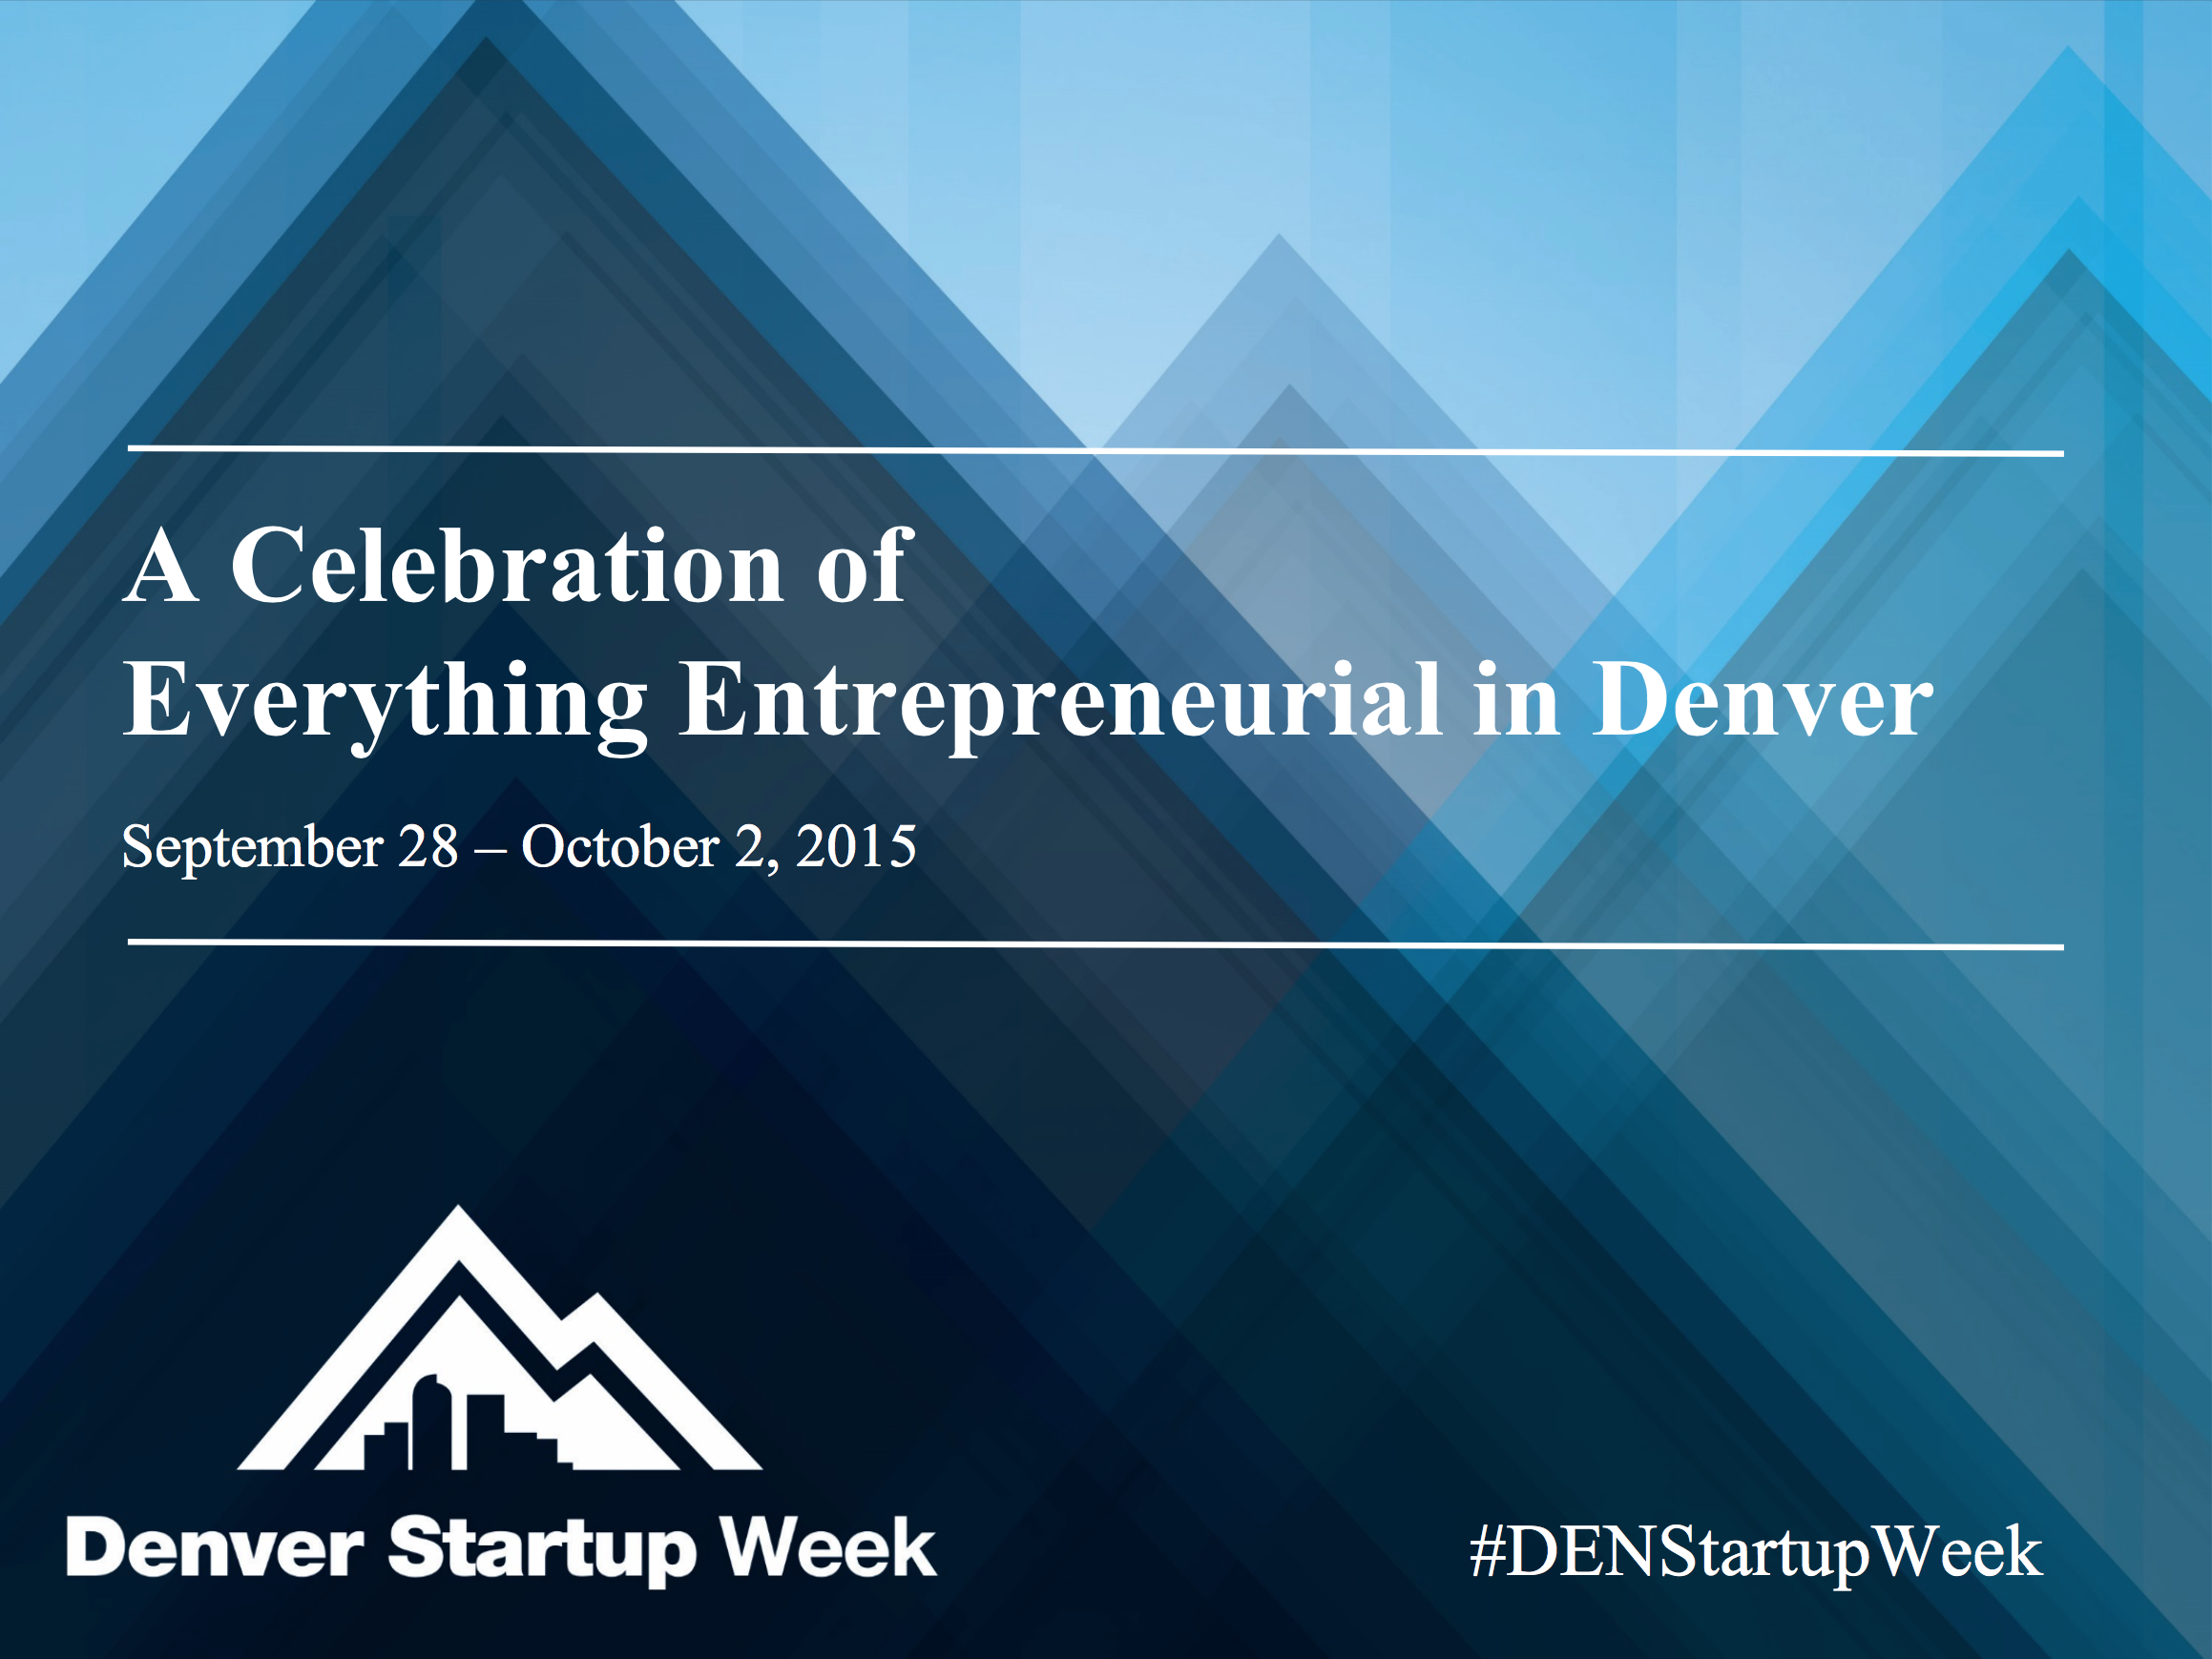 A Celebration of
Everything Entrepreneurial in Denver
September 28 – October 2, 2015
Denver Startup Week
#DENStartupWeek